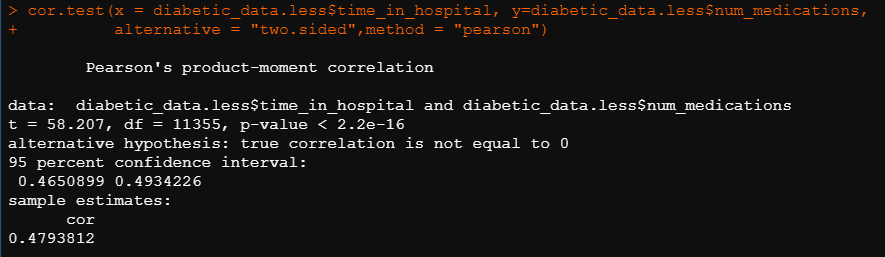 > cor.test(x = diabetic_data.less$time_in_hospital, y=diabetic_data.less$num_medications,
+          alternative = "two.sided",method = "pearson")
        Pearson's product-moment correlation
data:  diabetic_data.less$time_in_hospital and diabetic_data.less$num_medications
t = 58.207, df = 11355, p-value < 2.2e-16
alternative hypothesis: true correlation is not equal to 0
95 percent confidence interval:
 0.4650899 0.4934226
sample estimates:
      cor
0.4793812